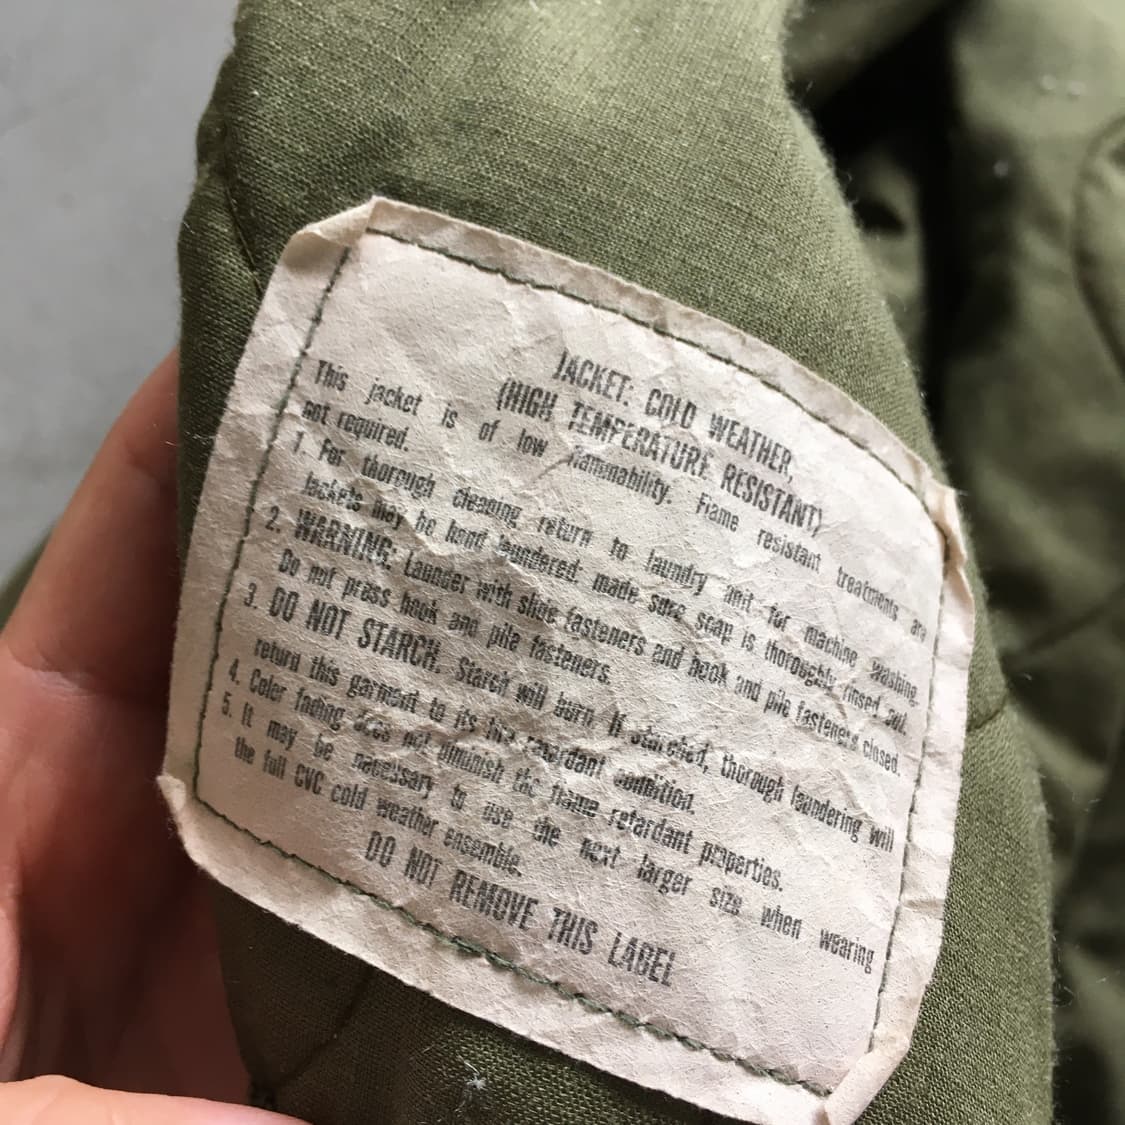 JACKET: COLD WEATHER,
(HIGH TEMPERATURE RESISTANT)
This jacket is of low flammability. Flame resistant treatments are
not required.
1. For thorough cleaning return to laundry unit for machine washing.
Jackets may be hand laundered: made sure soap is thoroughly rinsed out.
2. WARNING: Launder with slide fasteners and hook and pile fasteners closed.
Do not press hook and pile fasteners.
3. DO NOT STARCH. Starch will burn If starched, thorough laundering will
return this garment to its fire retardant condition.
4. Color fading does not diminish the flame retardant properties.
5. It may be necessary to use the next larger size when wearing
the full CVC cold weather ensemble.
DO NOT REMOVE THIS LABEL